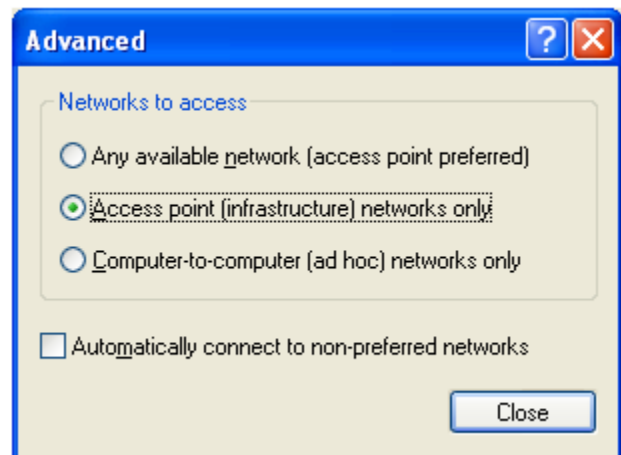 Advanced
?
Networks to access
Any available network (access point preferred)
Access point (infrastructure) networks only
Computer-to-computer (ad hoc) networks only
Automatically connect to non-preferred networks
Close